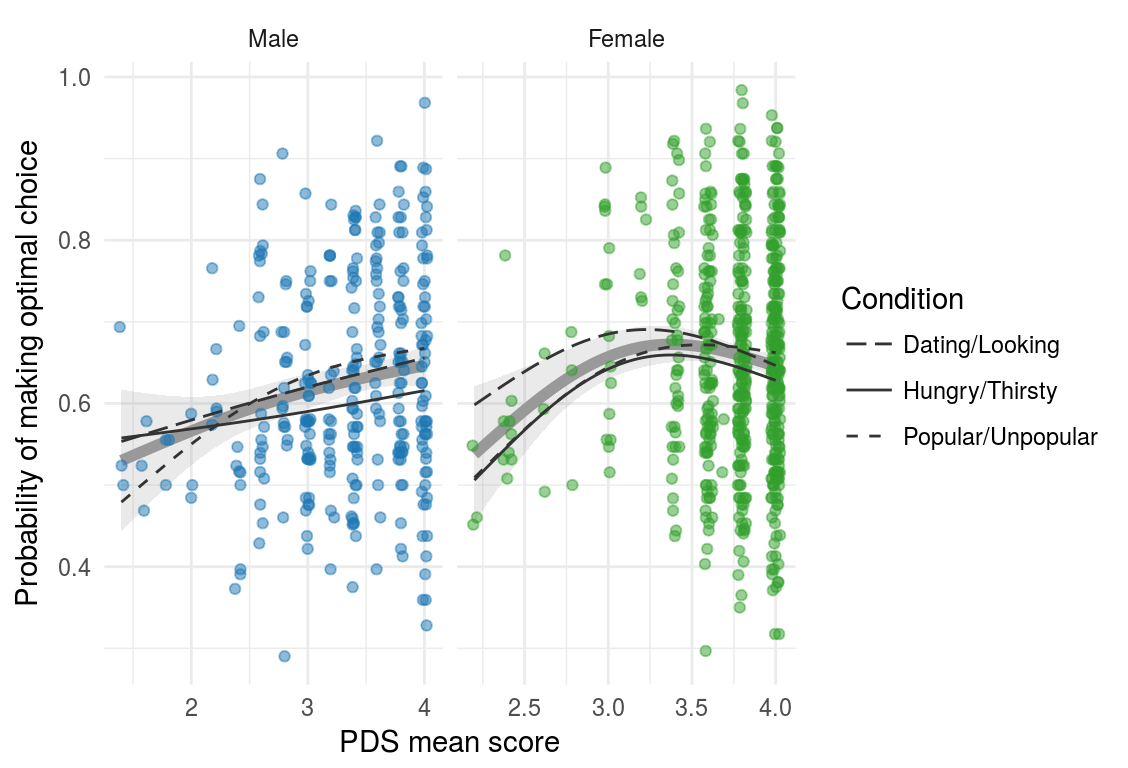 Male Female
1.0
0.8
0.6
0.4
Probability of making optimal choice
2 3 4 2.5 3.0 3.5 4.0
PDS mean score
Condition
Dating/Looking
Hungry/Thirsty
Popular/Unpopular